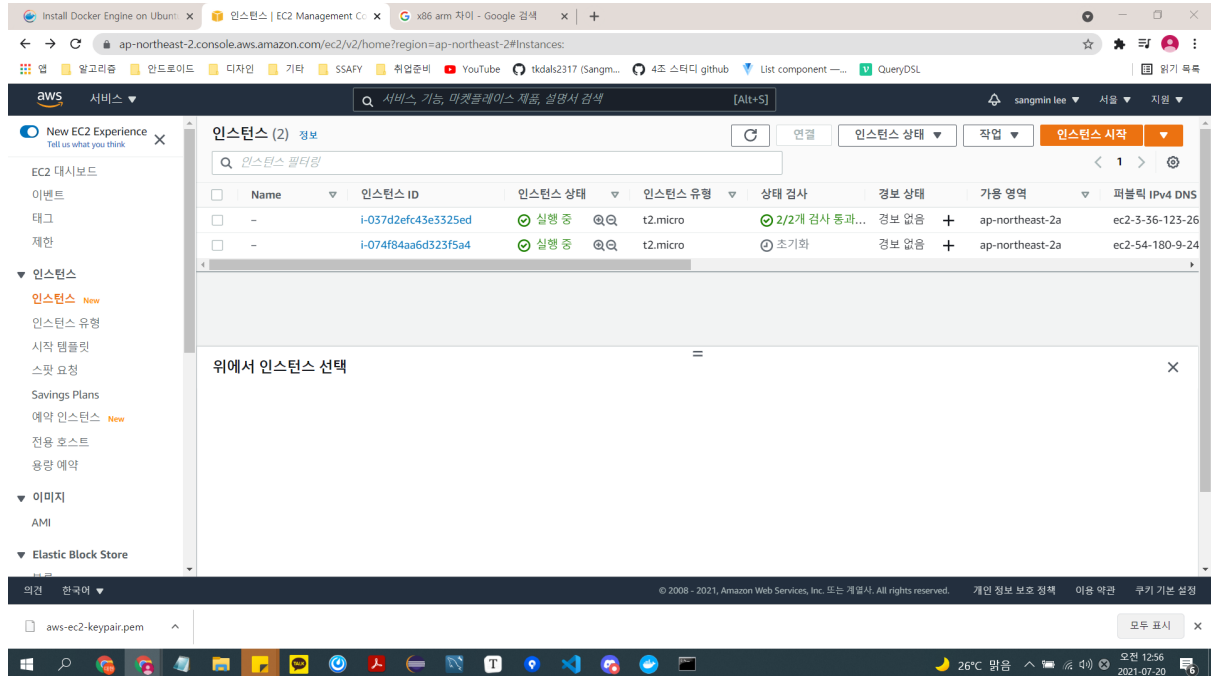 Install Docker Engine on Ubunt
인스턴스 | EC2 Management Co
x86 arm 차이 - Google 검색
ap-northeast-2.console.aws.amazon.com/ec2/v2/home?region=ap-northeast-2#Instances:
앱 알고리즘 안드로이드 디자인 기타 SSAFY 취업준비 YouTube tkdals2317 (Sangm... 4조 스터디 github List component —... QueryDSL 읽기 목록
aws 서비스 ▼ 서비스, 기능, 마켓플레이스 제품, 설명서 검색 [Alt+S] sangmin lee ▼ 서울 ▼ 지원 ▼
New EC2 Experience
Tell us what you think
EC2 대시보드
이벤트
태그
제한
인스턴스
인스턴스 New
인스턴스 유형
시작 템플릿
스팟 요청
Savings Plans
예약 인스턴스 New
전용 호스트
용량 예약
이미지
AMI
Elastic Block Store
인스턴스 (2) 정보 연결 인스턴스 상태 ▼ 작업 ▼ 인스턴스 시작 ▼
인스턴스 필터링 < 1 >
Name 인스턴스 ID 인스턴스 상태 인스턴스 유형 상태 검사 경보 상태 가용 영역 퍼블릭 IPv4 DNS
– i-037d2efc43e3325ed 실행 중 t2.micro 2/2개 검사 통과... 경보 없음 + ap-northeast-2a ec2-3-36-123-26
– i-074f84aa6d323f5a4 실행 중 t2.micro 초기화 경보 없음 + ap-northeast-2a ec2-54-180-9-24
위에서 인스턴스 선택
의견 한국어 ▼ © 2008 - 2021, Amazon Web Services, Inc. 또는 계열사. All rights reserved. 개인 정보 보호 정책 이용 약관 쿠키 기본 설정
aws-ec2-keypair.pem 모두 표시
TALK T 26°C 맑음 오전 12:56
2021-07-20 6